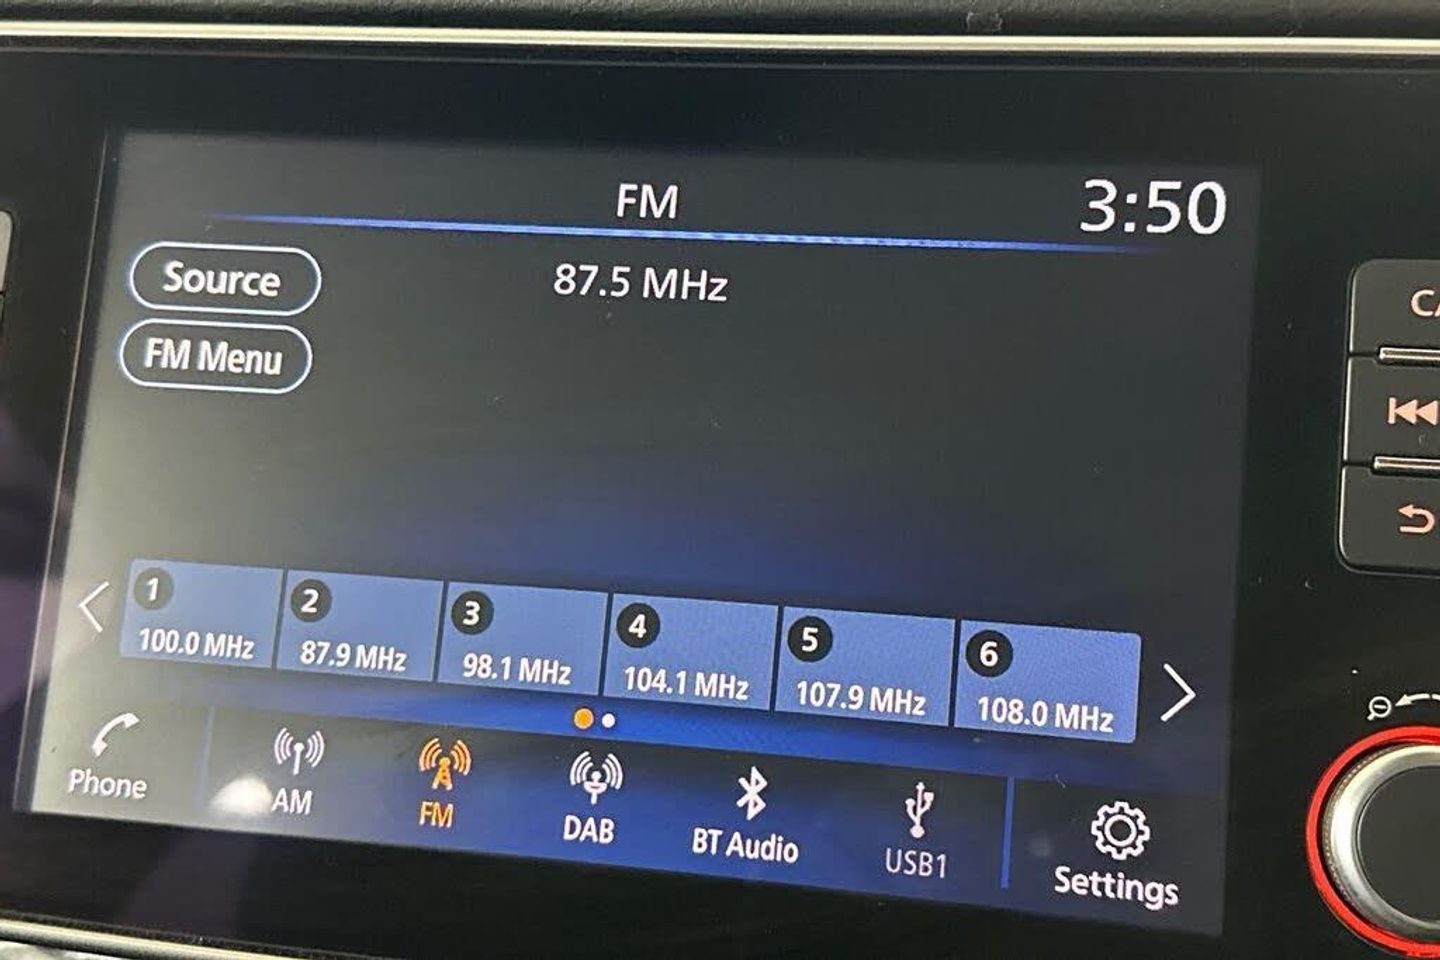 FM
3:50
Source
87.5 MHz
FM Menu
1
100.0 MHz
2
87.9 MHz
3
98.1 MHz
4
104.1 MHz
5
107.9 MHz
6
108.0 MHz
Phone
AM
FM
DAB
BT Audio
USB1
Settings